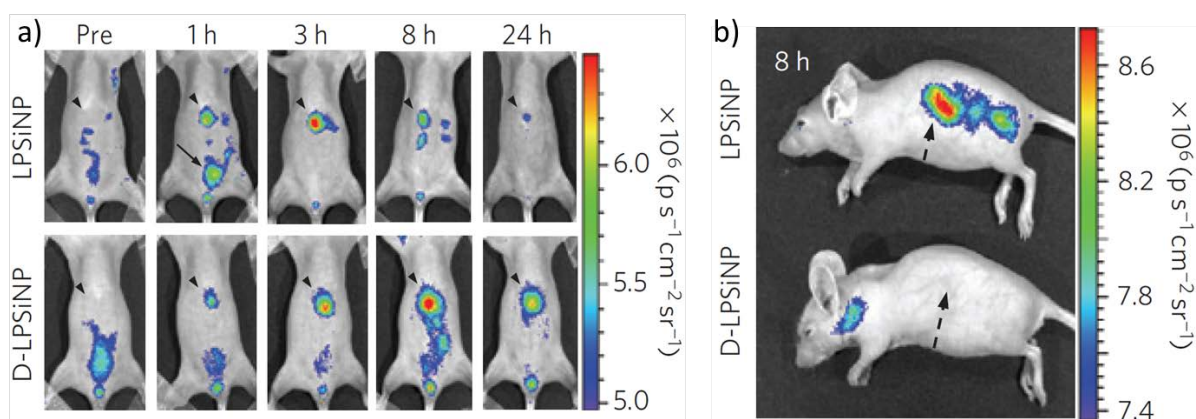 a)
Pre 1 h 3 h 8 h 24 h
LPSiNP
D-LPSiNP
6.0
5.5
5.0
×10⁶ (p s⁻¹ cm⁻² sr⁻¹)
b)
8 h
LPSiNP
D-LPSiNP
8.6
8.2
7.8
7.4
×10⁶ (p s⁻¹ cm⁻² sr⁻¹)